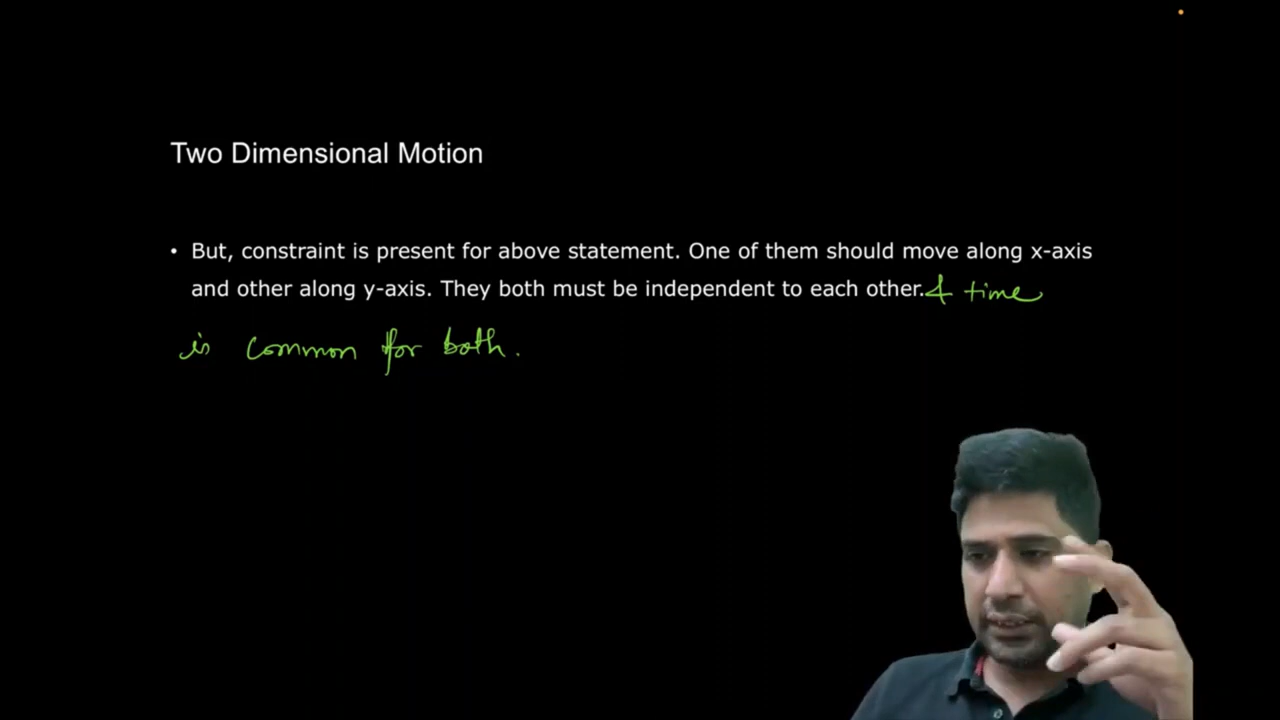 Two Dimensional Motion
• But, constraint is present for above statement. One of them should move along x-axis
and other along y-axis. They both must be independent to each other. & time
is common for both.